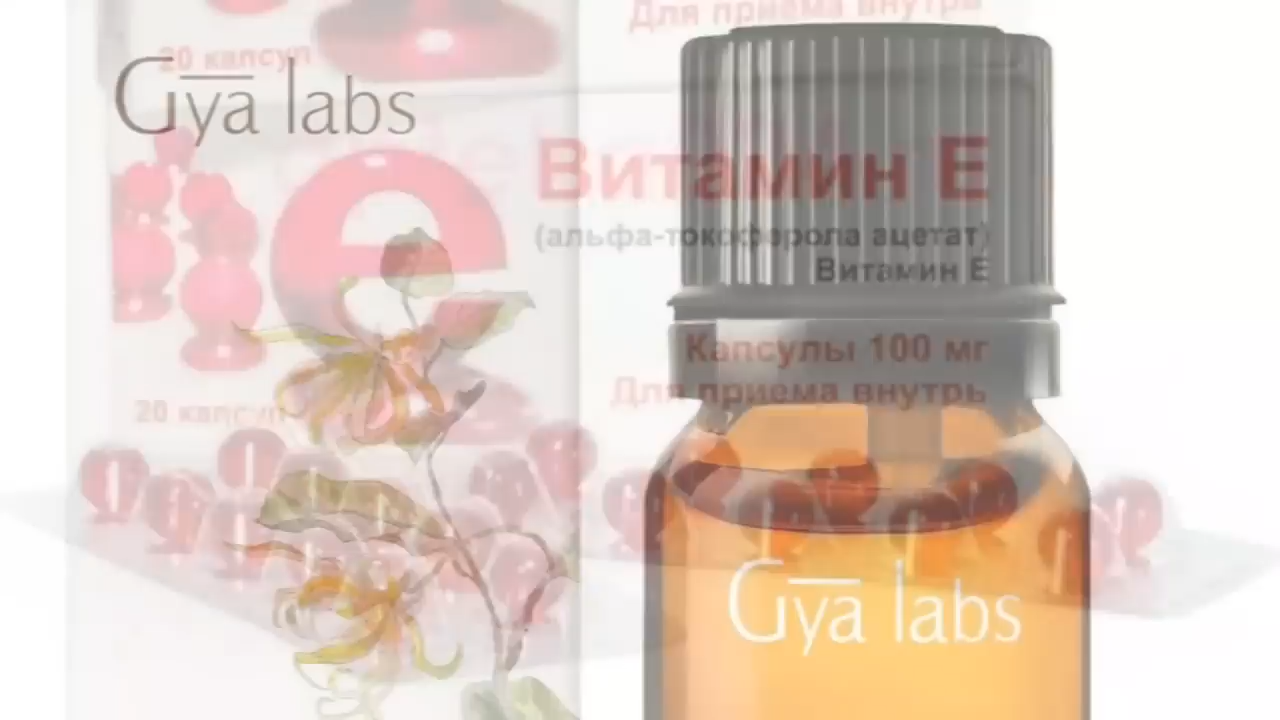 Для приема внутрь
20 капсул
Gya labs
Витамин Е
(альфа-токоферола ацетат)
Витамин Е
Капсулы 100 мг
Для приема внутрь
20 капсул
Gya labs